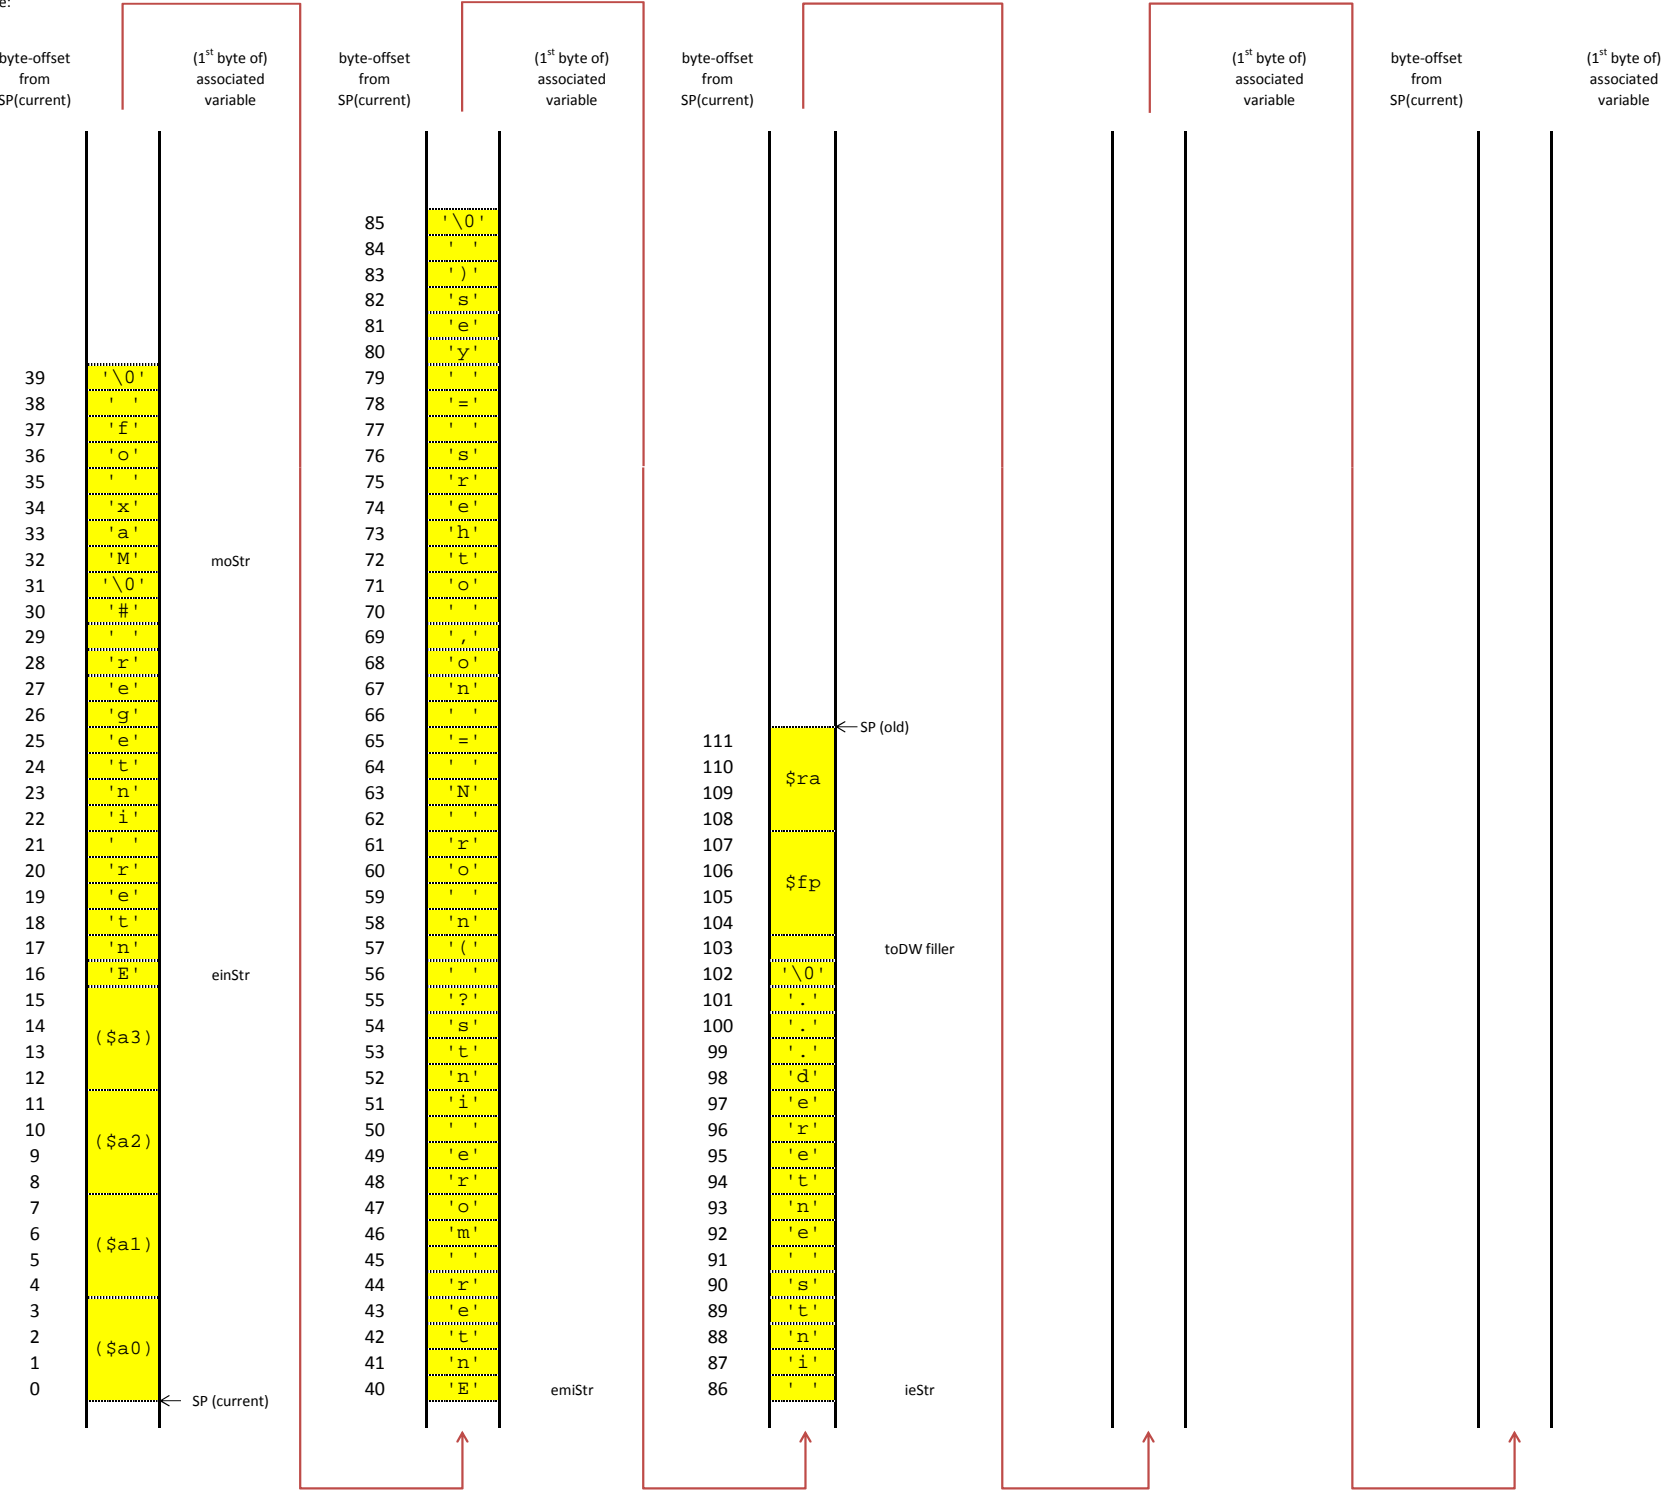 e:
byte-offset (1st byte of) byte-offset (1st byte of) byte-offset (1st byte of) byte-offset (1st byte of)
from associated from associated from associated from associated
SP(current) variable SP(current) variable SP(current) variable SP(current) variable
85 '\0'
84 ' '
83 ')'
82 's'
81 'e'
80 'y'
39 '\0' 79 ' '
38 ' ' 78 '='
37 'f' 77 ' '
36 'o' 76 's'
35 ' ' 75 'r'
34 'x' 74 'e'
33 'a' 73 'h'
32 'M' moStr 72 't'
31 '\0' 71 'o'
30 '#' 70 ' '
29 ' ' 69 ','
28 'r' 68 'o'
27 'e' 67 'n'
26 'g' 66 ' '
SP (old)
25 'e' 65 '=' 111
24 't' 64 ' ' 110
$ra
23 'n' 63 'N' 109
22 'i' 62 ' ' 108
21 ' ' 61 'r' 107
20 'r' 60 'o' 106
$fp
19 'e' 59 ' ' 105
18 't' 58 'n' 104
17 'n' 57 '(' 103 toDW filler
16 'E' einStr 56 ' ' 102 '\0'
15 55 '?' 101 '.'
14 54 's' 100 '.'
($a3)
13 53 't' 99 '.'
12 52 'n' 98 'd'
11 51 'i' 97 'e'
10 50 ' ' 96 'r'
($a2)
9 49 'e' 95 'e'
8 48 'r' 94 't'
7 47 'o' 93 'n'
6 46 'm' 92 'e'
($a1)
5 45 ' ' 91 ' '
4 44 'r' 90 's'
3 43 'e' 89 't'
2 42 't' 88 'n'
($a0)
1 41 'n' 87 'i'
0 40 'E' emiStr 86 ' ' ieStr
SP (current)